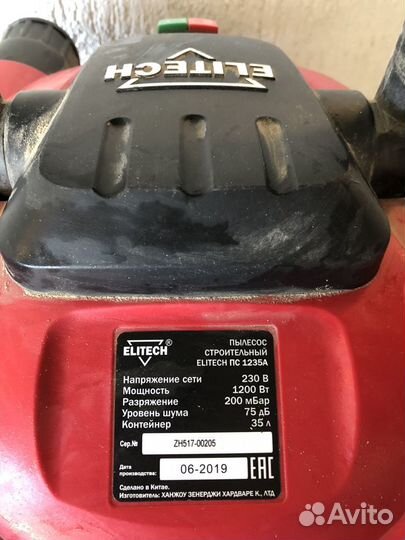 ELITECH
ELITECH®
ПЫЛЕСОС
СТРОИТЕЛЬНЫЙ
ELITECH ПС 1235А
Напряжение сети 230 В
Мощность 1200 Вт
Разряжение 200 мБар
Уровень шума 75 дБ
Контейнер 35 л
Сер.№ ZH517-00205
Дата
производства: 06-2019 EAC
Сделано в Китае.
Изготовитель: ХАНЖОУ ЗЕНЕРДЖИ ХАРДВАРЕ К., ЛТД
Avito